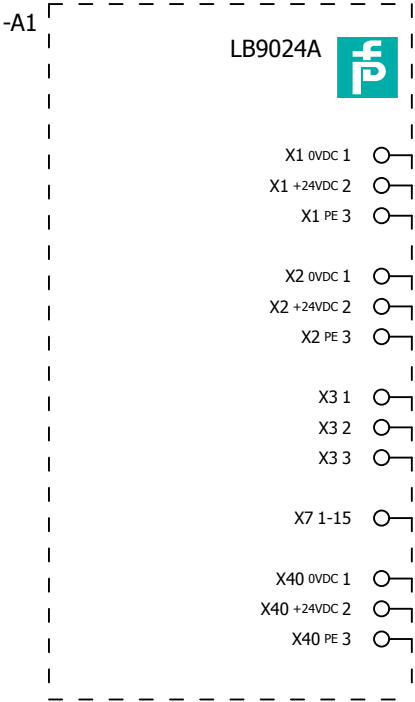 -A1
LB9024A
X1 0VDC 1
X1 +24VDC 2
X1 PE 3
X2 0VDC 1
X2 +24VDC 2
X2 PE 3
X3 1
X3 2
X3 3
X7 1-15
X40 0VDC 1
X40 +24VDC 2
X40 PE 3